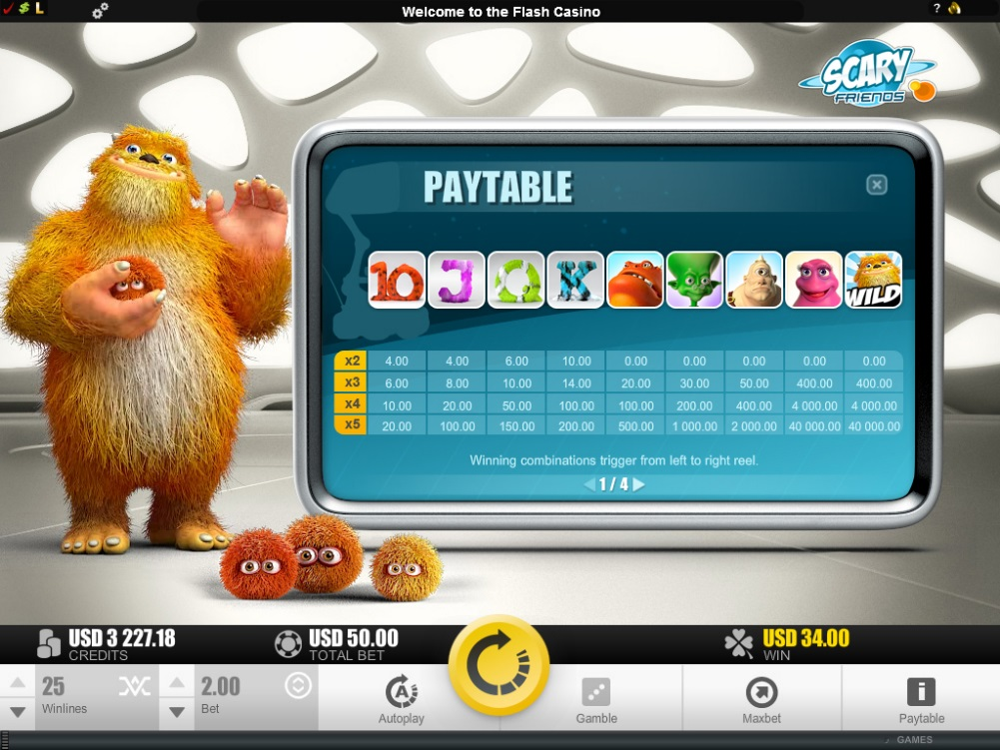 L
Welcome to the Flash Casino
?
SCARY
FRIENDS
PAYTABLE
10 J Q K WILD
x2 4.00 4.00 6.00 10.00 0.00 0.00 0.00 0.00 0.00
x3 6.00 8.00 10.00 14.00 20.00 30.00 50.00 400.00 400.00
x4 10.00 20.00 50.00 100.00 100.00 200.00 400.00 4 000.00 4 000.00
x5 20.00 100.00 150.00 200.00 500.00 1 000.00 2 000.00 40 000.00 40 000.00
Winning combinations trigger from left to right reel.
1 / 4
USD 3 227.18
CREDITS
USD 50.00
TOTAL BET
USD 34.00
WIN
25
Winlines
2.00
Bet
A
Autoplay
Gamble
Maxbet
i
Paytable
GAMES